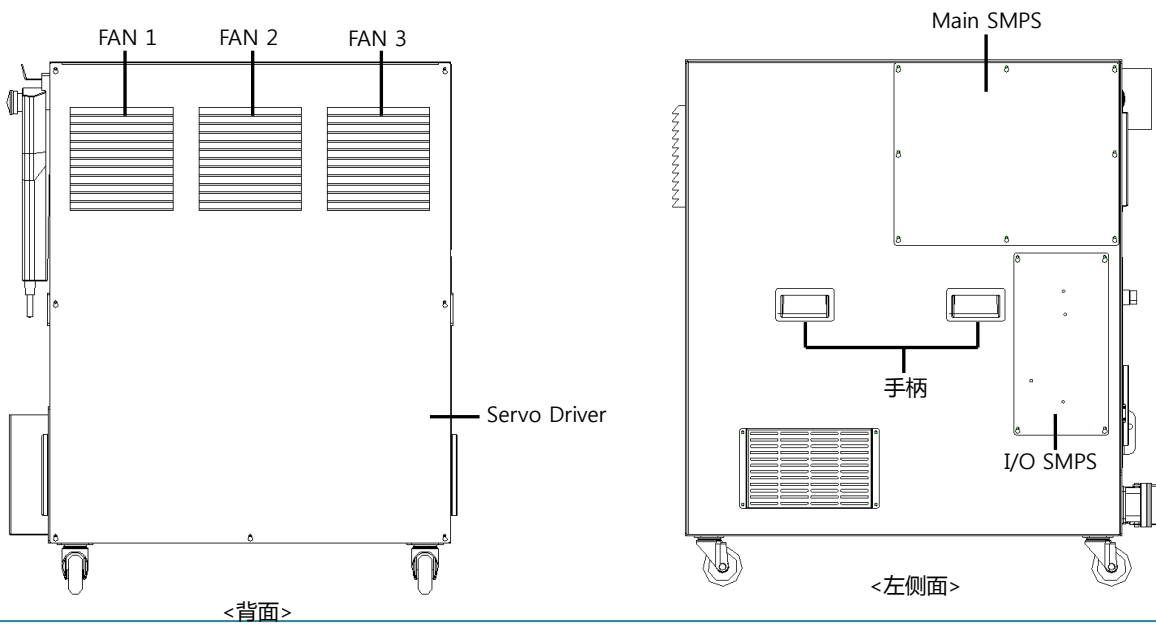 FAN 1
FAN 2
FAN 3
Servo Driver
<背面>
Main SMPS
手柄
I/O SMPS
<左侧面>